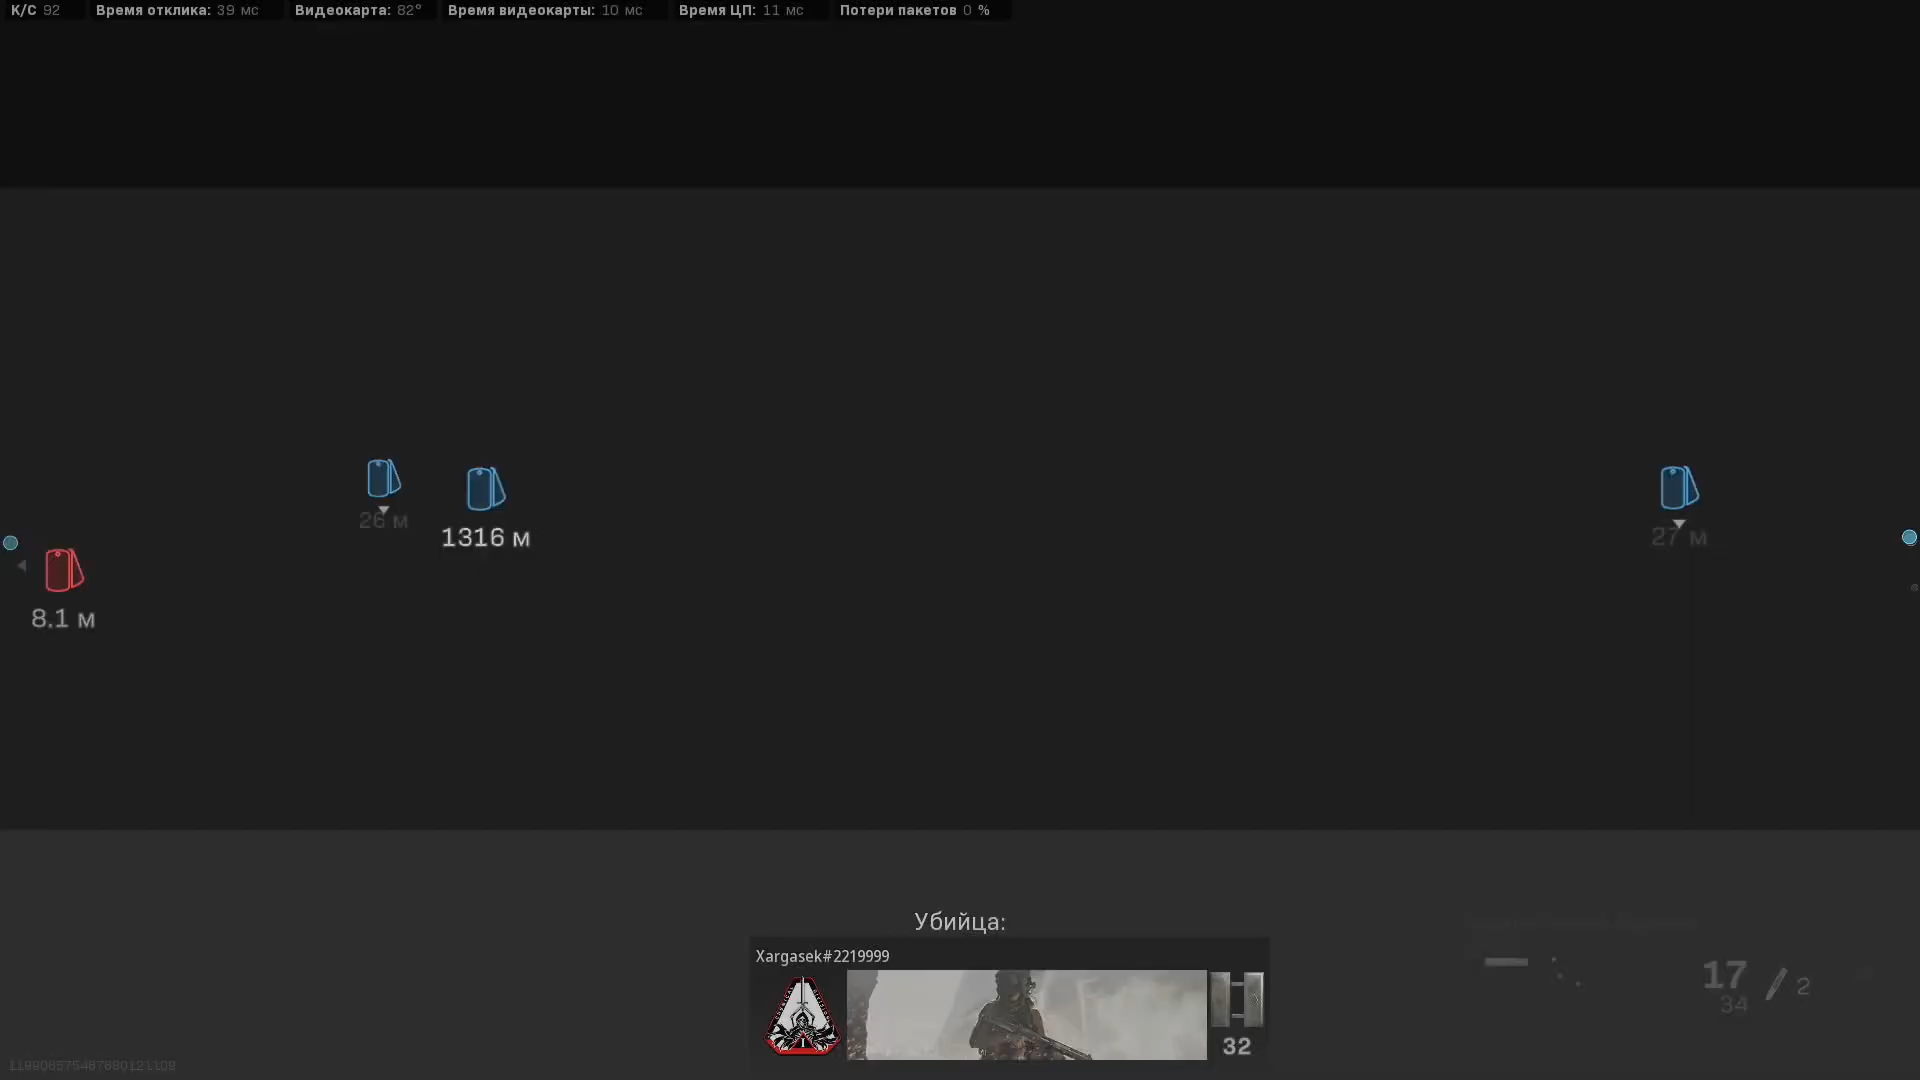 К/С 92 Время отклика: 39 мс Видеокарта: 82° Время видеокарты: 10 мс Время ЦП: 11 мс Потери пакетов 0 %
26 м
1316 м
27 м
8.1 м
Убийца:
Xargasek#2219999
32
17 / 2
34